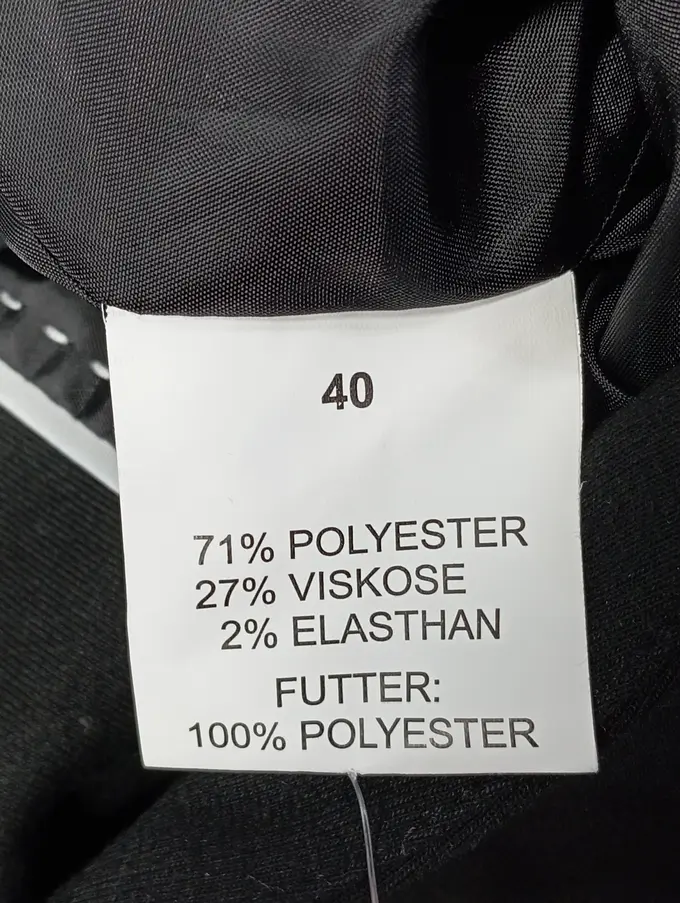 40
71% POLYESTER
27% VISKOSE
2% ELASTHAN
FUTTER:
100% POLYESTER